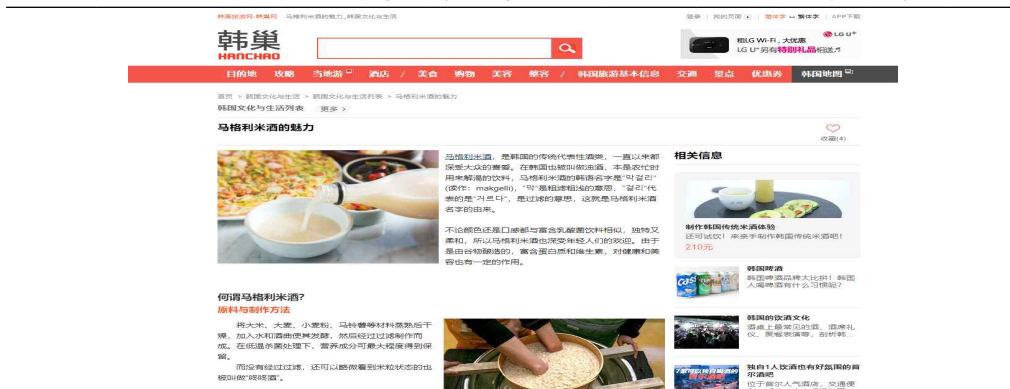 韩国旅游网-韩巢网 马格利米酒的魅力_韩国文化与生活
登录 | 我的页面 | 简体字 繁体字 | APP下载
韩巢
HANCHAO
LG U+
租LG Wi-Fi，大优惠
LG U+另有特别礼品相送
目的地 攻略 当地游 酒店 / 美食 购物 美容 整容 / 韩国旅游基本信息 交通 景点 优惠券 韩国地图
首页 > 韩国文化与生活 > 韩国文化与生活列表 > 马格利米酒的魅力
韩国文化与生活列表 更多 >
马格利米酒的魅力
收藏(4)
马格利米酒，是韩国的传统代表性酒类，一直以来都
深受大众的喜爱。在韩国也被叫做浊酒，本是农忙时
用来解渴的饮料，马格利米酒的韩语名字是"막걸리"
(读作：makgelli)，"막"是粗滤粗浅的意思，"걸리"代
表的是"거르다"，是过滤的意思，这就是马格利米酒
名字的由来。
不论颜色还是口感都与富含乳酸菌饮料相似，独特又
柔和，所以马格利米酒也深受年轻人们的欢迎。由于
是由谷物酿造的，富含蛋白质和维生素，对健康和美
容也有一定的作用。
何谓马格利米酒?
原料与制作方法
将大米、大麦、小麦粉、马铃薯等材料蒸熟后干
燥，加入水和酒曲使其发酵，然后经过过滤制作而
成。在低温杀菌处理下，营养成分可最大程度得到保
留。
而没有经过过滤，还可以略微看到米粒状态的也
被叫做"咚咚酒"。
相关信息
制作韩国传统米酒体验
还可试饮！来亲手制作韩国传统米酒吧！
210元
韩国啤酒
韩国啤酒品牌大比拼！韩国
人喝啤酒有什么习惯呢？
韩国的饮酒文化
酒桌上最常见的酒、酒席礼
仪、罢餐表演等，剖析韩...
独自1人饮酒也有好氛围的首
尔酒吧
位于首尔人气酒店，交通便